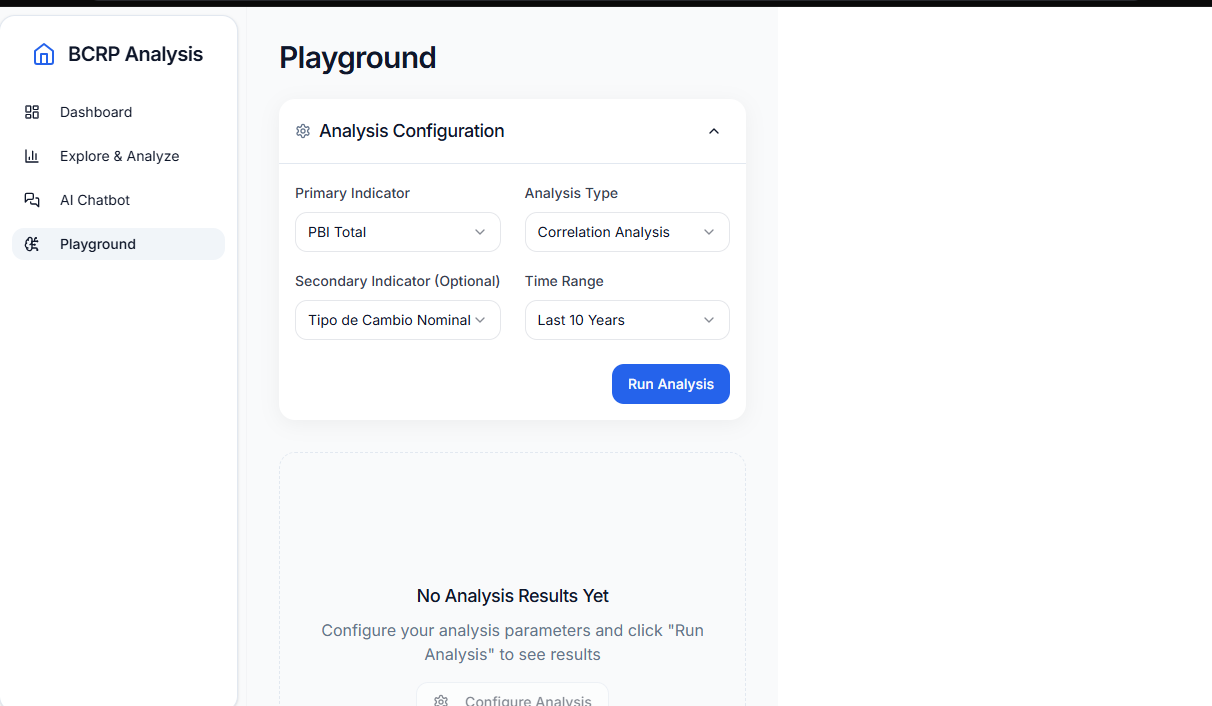 BCRP Analysis
Dashboard
Explore & Analyze
AI Chatbot
Playground
Playground
Analysis Configuration
Primary Indicator
Analysis Type
PBI Total
Correlation Analysis
Secondary Indicator (Optional)
Time Range
Tipo de Cambio Nominal
Last 10 Years
Run Analysis
No Analysis Results Yet
Configure your analysis parameters and click "Run
Analysis" to see results
Configure Analysis